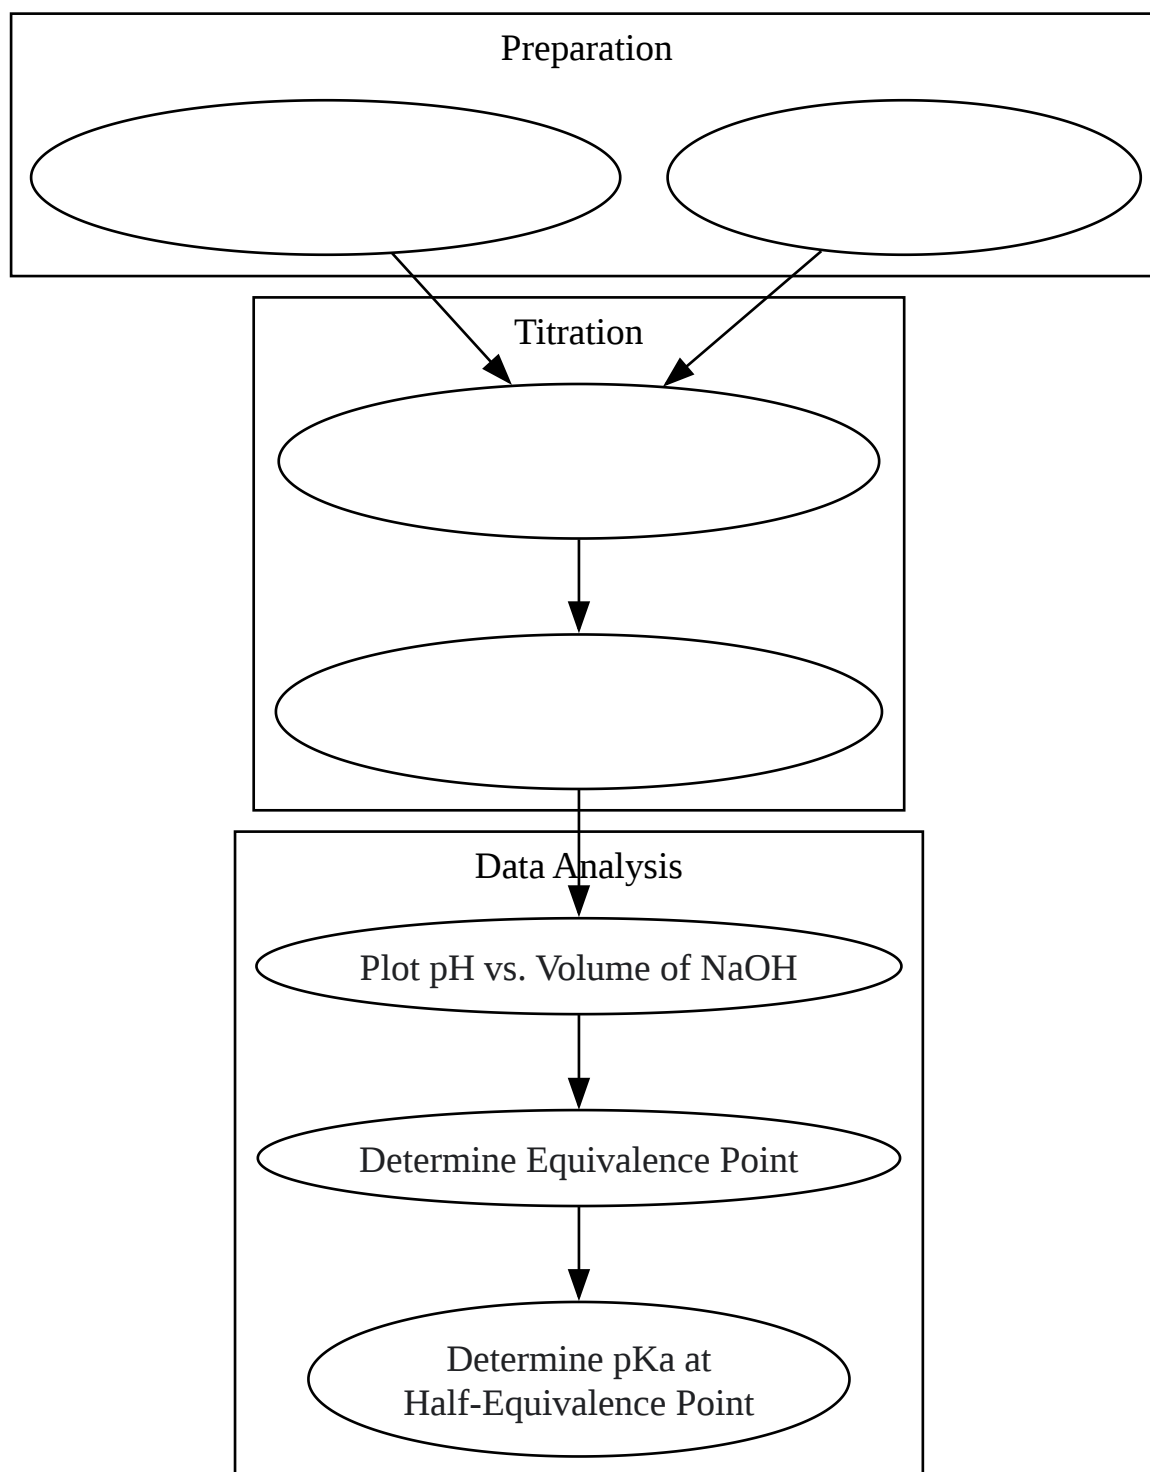 Preparation
Titration
Data Analysis
Plot pH vs. Volume of NaOH
Determine Equivalence Point
Determine pKa at
Half-Equivalence Point